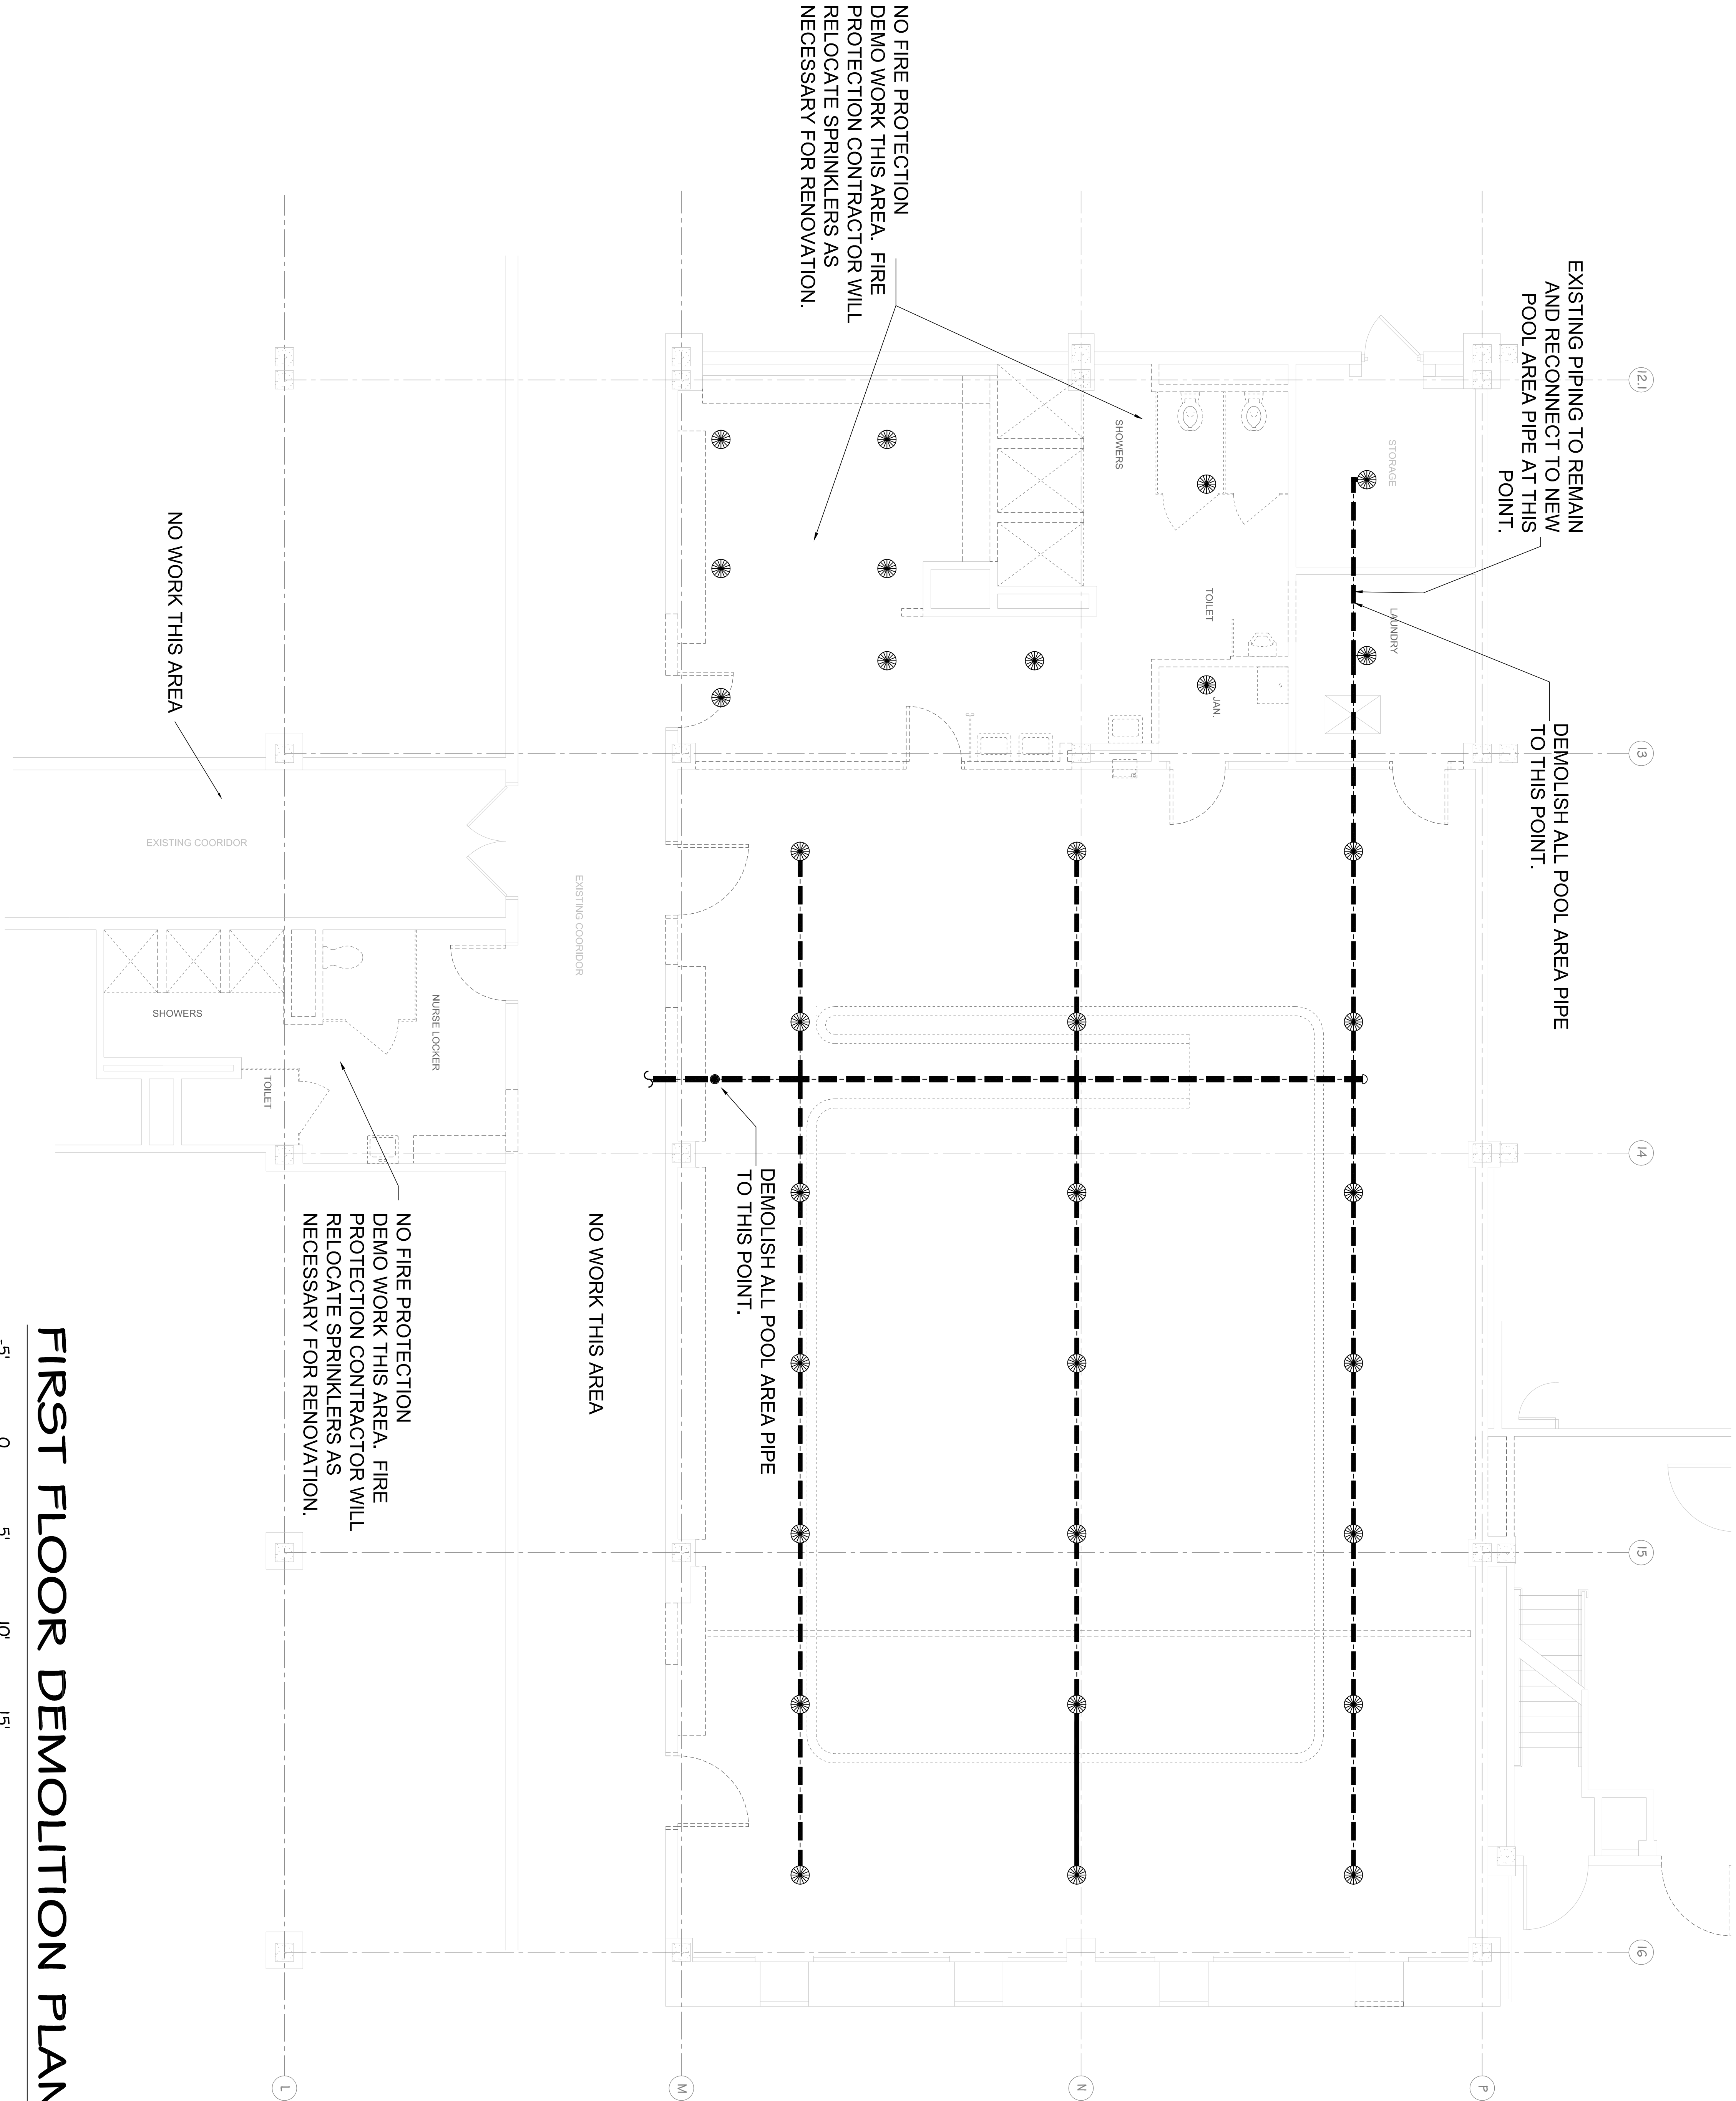 EXISTING PIPING TO REMAIN
AND RECONNECT TO NEW
POOL AREA PIPE AT THIS
POINT.
DEMOLISH ALL POOL AREA PIPE
TO THIS POINT.
12.1
13
14
15
16
STORAGE
LAUNDRY
NO FIRE PROTECTION
DEMO WORK THIS AREA. FIRE
PROTECTION CONTRACTOR WILL
RELOCATE SPRINKLERS AS
NECESSARY FOR RENOVATION.
SHOWERS
TOILET
JAN.
DEMOLISH ALL POOL AREA PIPE
TO THIS POINT.
NO WORK THIS AREA
EXISTING COORIDOR
NURSE LOCKER
NO FIRE PROTECTION
DEMO WORK THIS AREA. FIRE
PROTECTION CONTRACTOR WILL
RELOCATE SPRINKLERS AS
NECESSARY FOR RENOVATION.
TOILET
SHOWERS
EXISTING COORIDOR
NO WORK THIS AREA
P
N
M
L
FIRST FLOOR DEMOLITION PLAN
-5' 0 5' 10' 15'